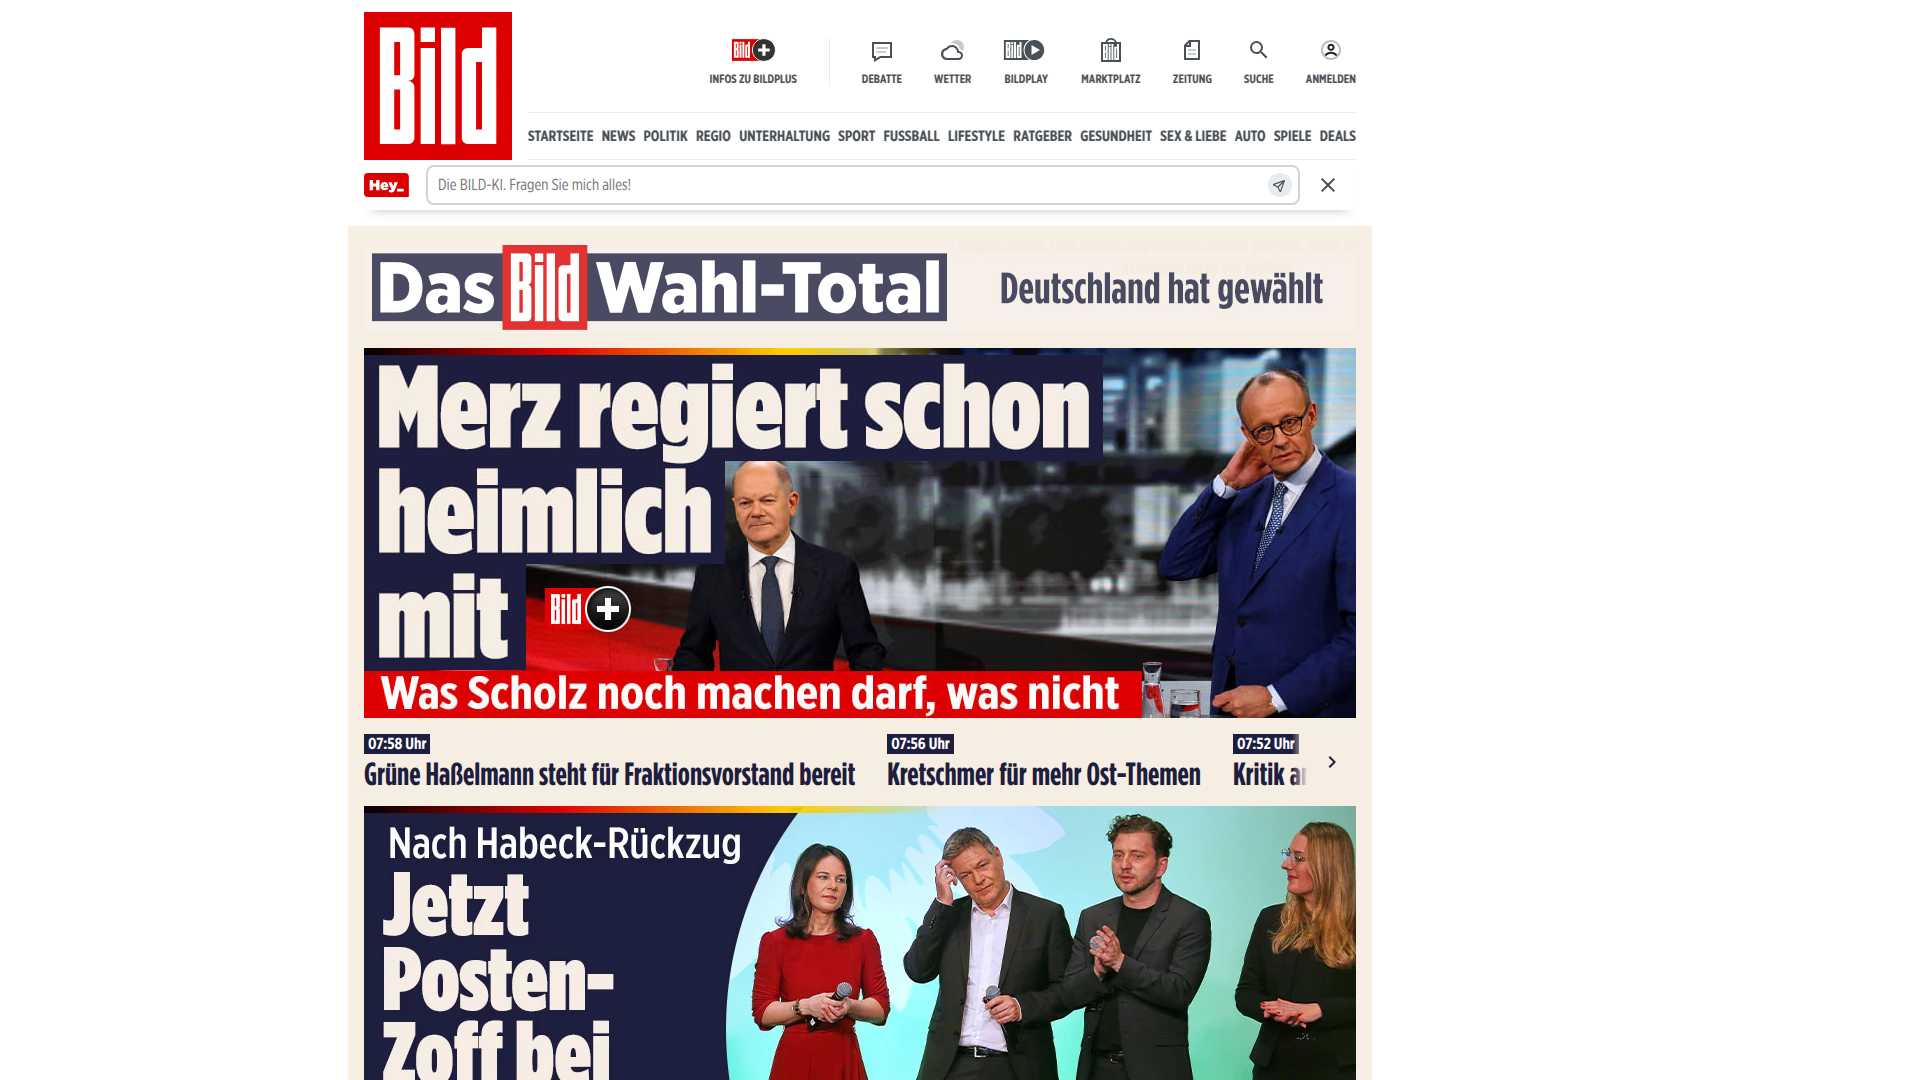 Bild
Bild
INFOS ZU BILDPLUS
DEBATTE
WETTER
Bild
BILDPLAY
Bild
MARKTPLATZ
ZEITUNG
SUCHE
ANMELDEN
STARTSEITE NEWS POLITIK REGIO UNTERHALTUNG SPORT FUSSBALL LIFESTYLE RATGEBER GESUNDHEIT SEX & LIEBE AUTO SPIELE DEALS
Hey_
Die BILD-KI. Fragen Sie mich alles!
Das Bild Wahl-Total
Deutschland hat gewählt
Merz regiert schon
heimlich
mit
Bild
Was Scholz noch machen darf, was nicht
07:58 Uhr
Grüne Haßelmann steht für Fraktionsvorstand bereit
07:56 Uhr
Kretschmer für mehr Ost-Themen
07:52 Uhr
Kritik
Nach Habeck-Rückzug
Jetzt
Posten-
Zoff bei